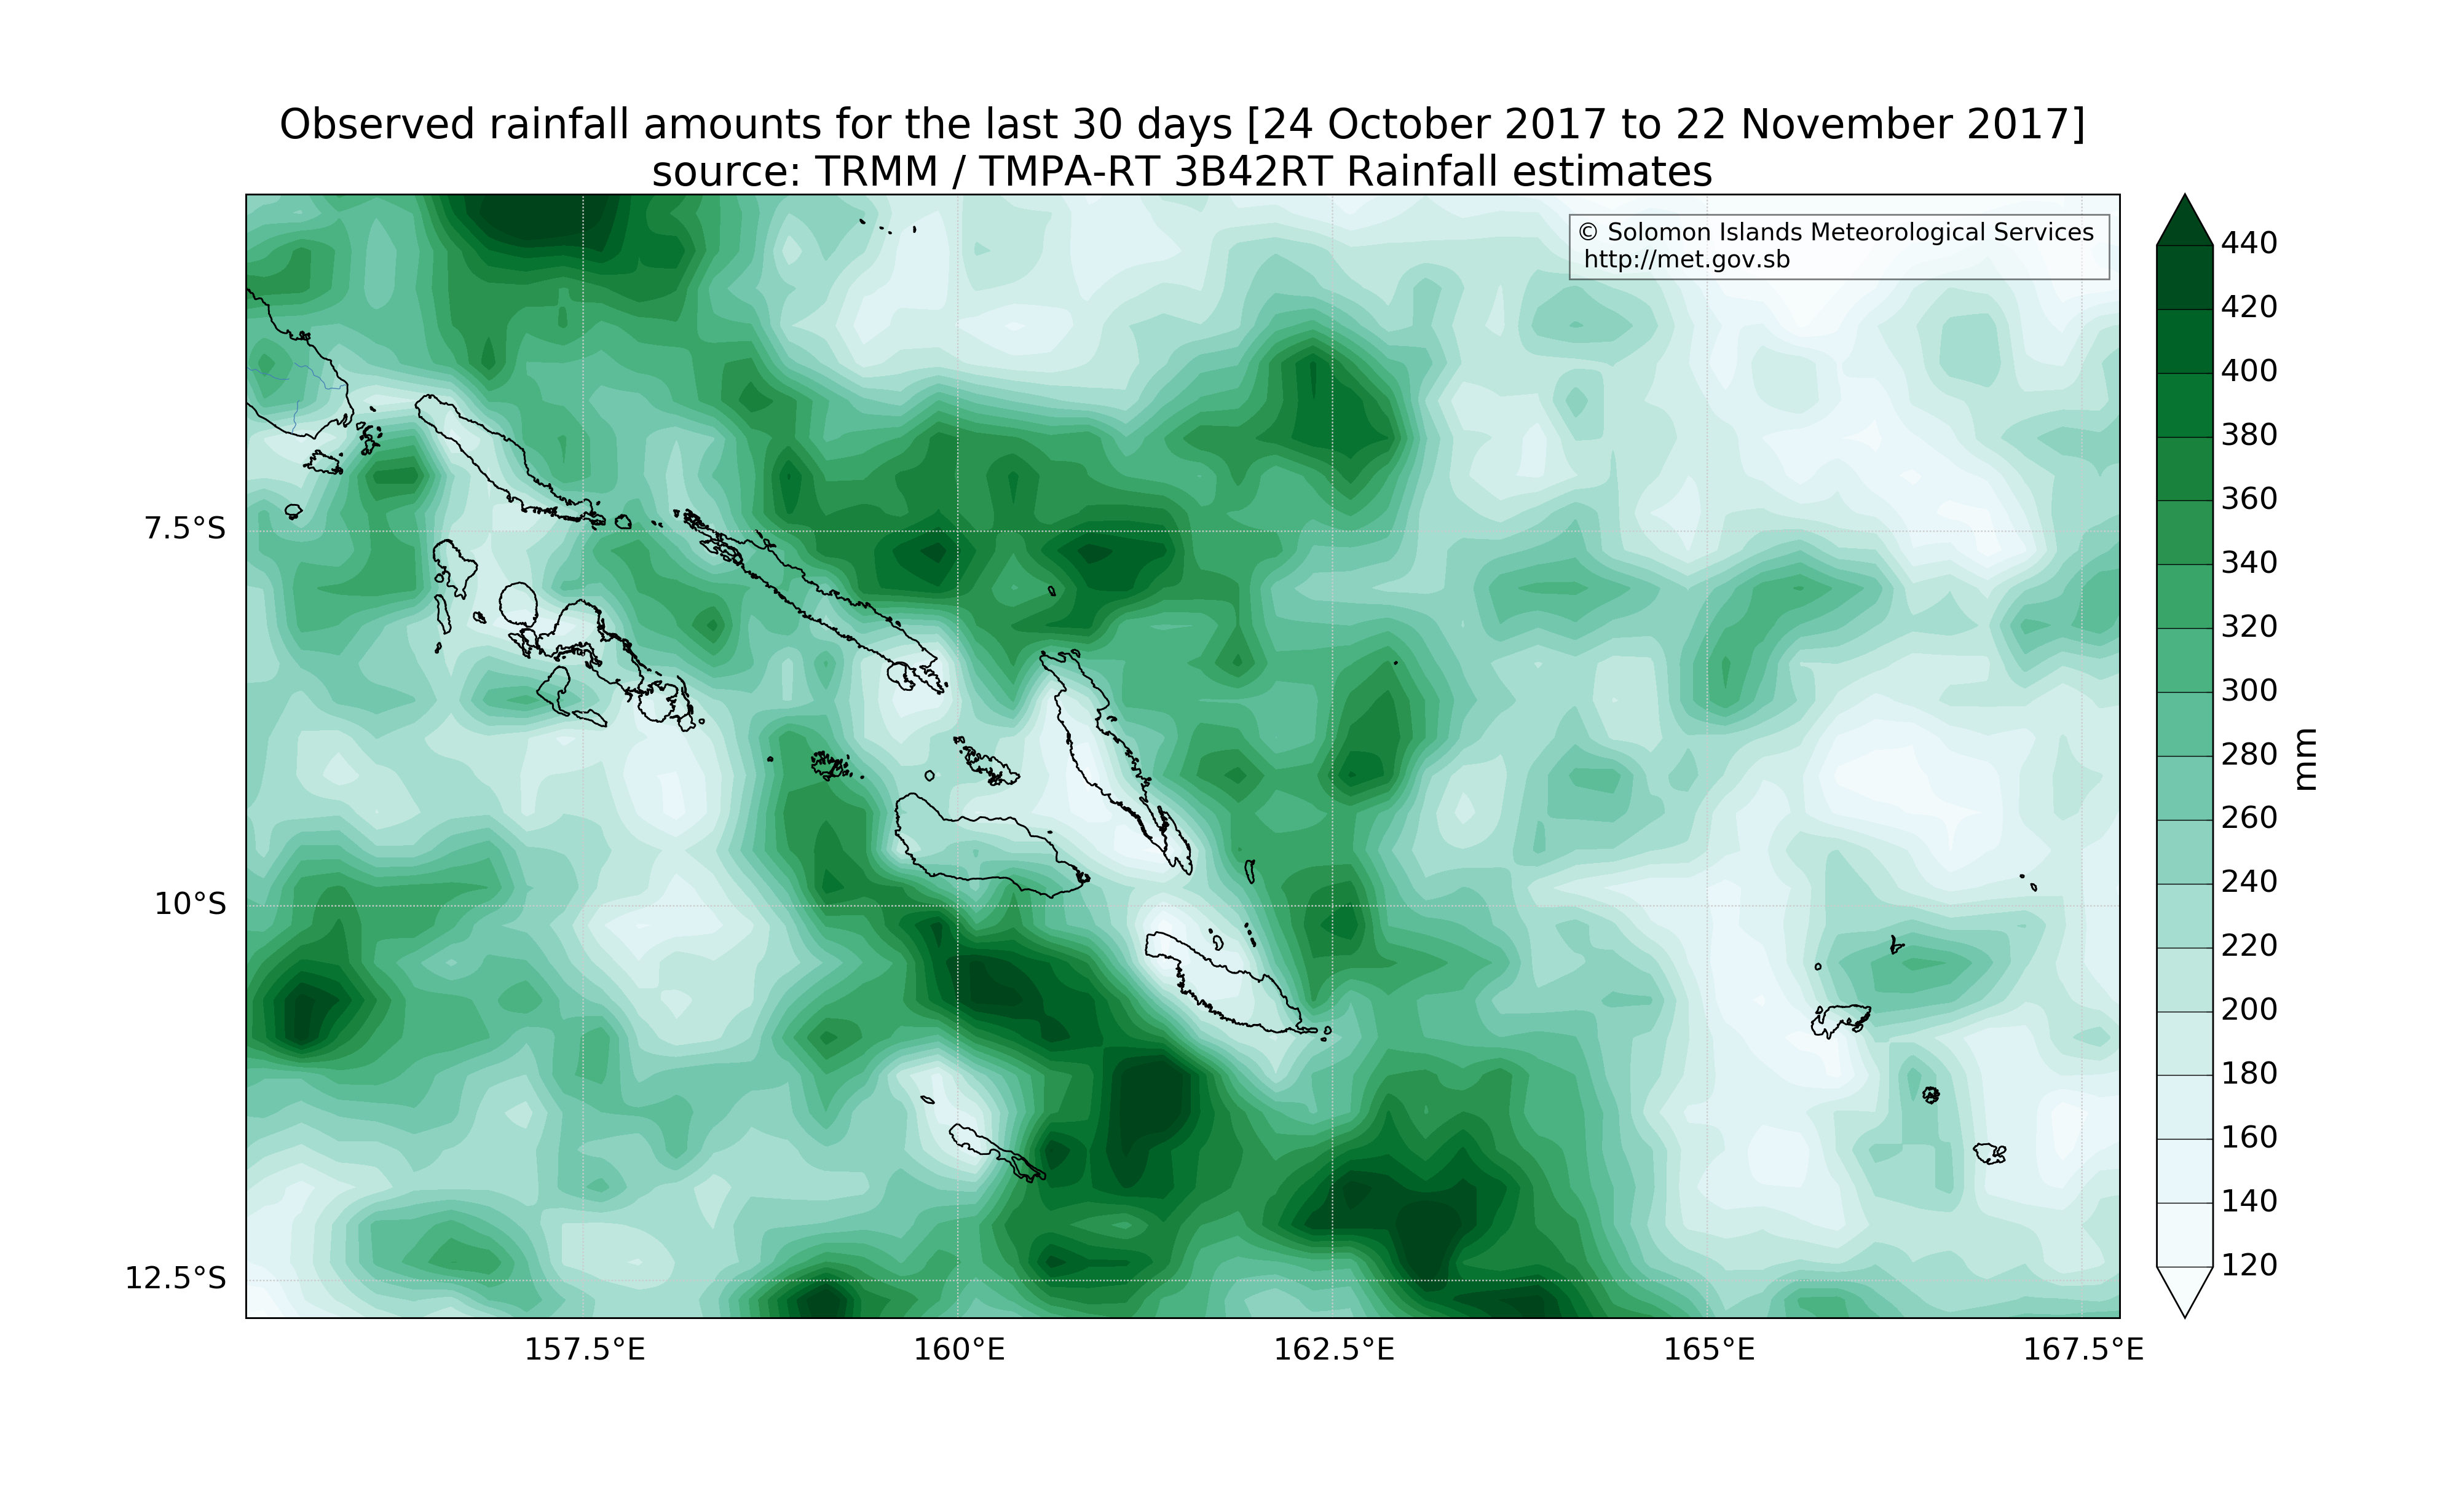 Observed rainfall amounts for the last 30 days [24 October 2017 to 22 November 2017]
source: TRMM / TMPA-RT 3B42RT Rainfall estimates
© Solomon Islands Meteorological Services
http://met.gov.sb
7.5°S
10°S
12.5°S
157.5°E
160°E
162.5°E
165°E
167.5°E
440
420
400
380
360
340
320
300
280
260
240
220
200
180
160
140
120
mm